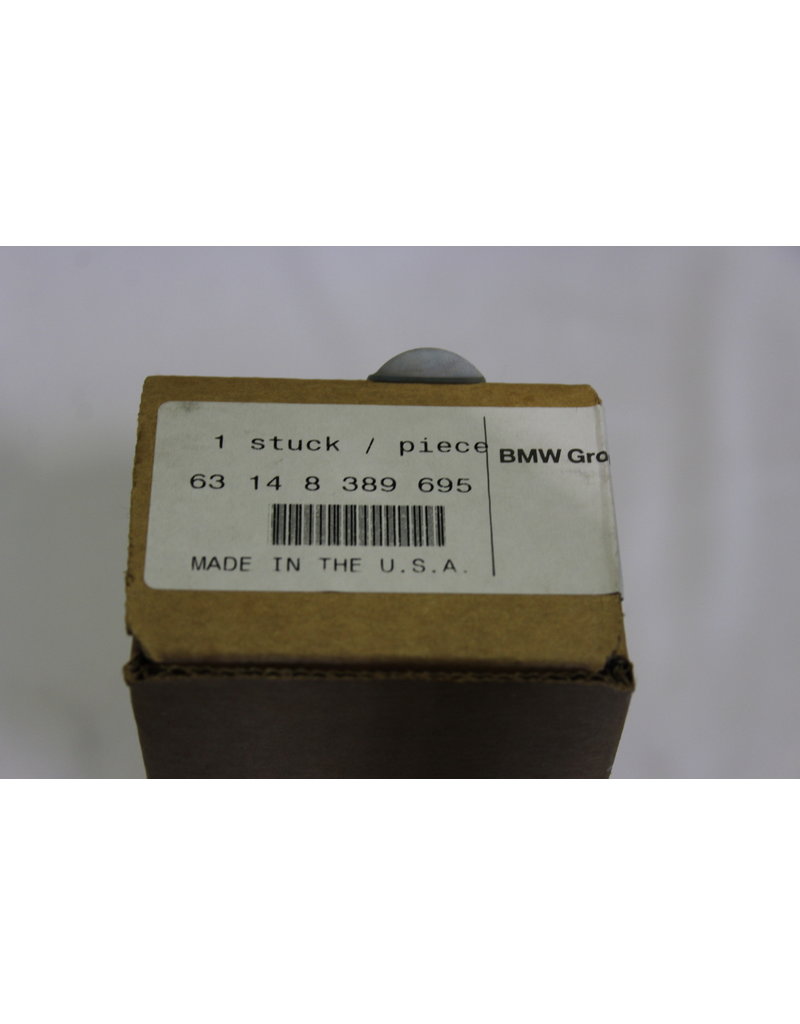 1 stuck / piece
BMW Gro
63 14 8 389 695
MADE IN THE U.S.A.